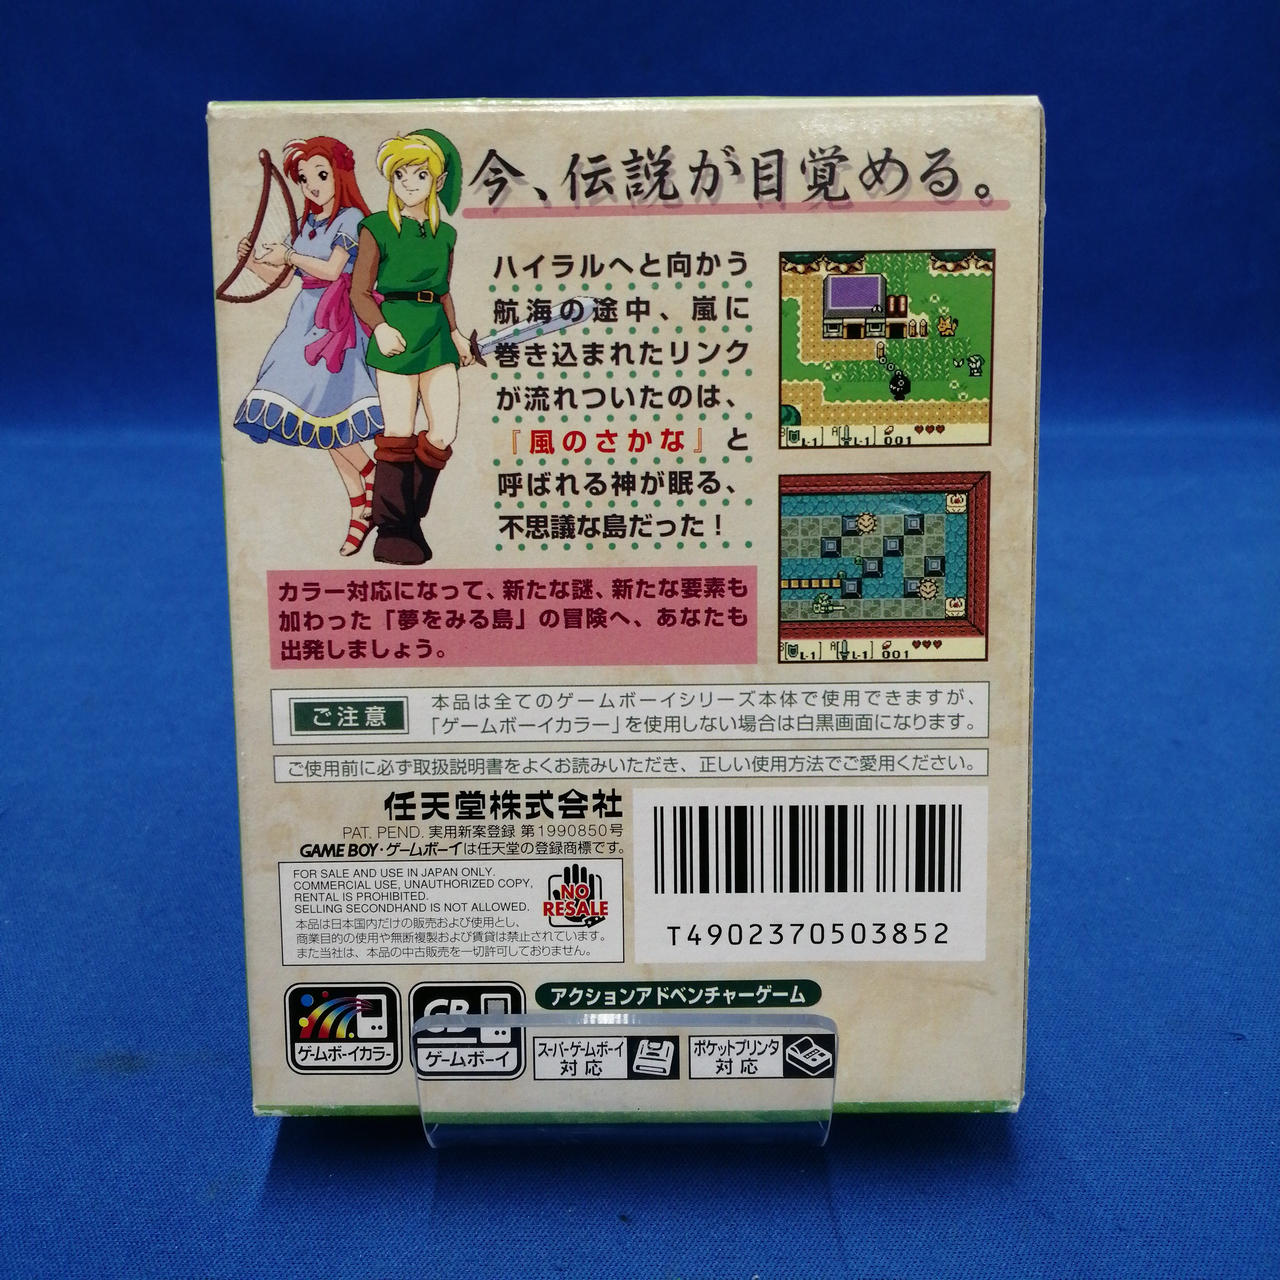 今、伝説が目覚める。
ハイラルへと向かう
航海の途中、嵐に
巻き込まれたリンク
が流れついたのは、
『風のさかな』と
呼ばれる神が眠る、
不思議な島だった！
B L-1 A L-1 001
B L-1 A L-1 001
カラー対応になって、新たな謎、新たな要素も
加わった「夢をみる島」の冒険へ、あなたも
出発しましょう。
ご注意
本品は全てのゲームボーイシリーズ本体で使用できますが、
「ゲームボーイカラー」を使用しない場合は白黒画面になります。
ご使用前に必ず取扱説明書をよくお読みいただき、正しい使用方法でご愛用ください。
任天堂株式会社
PAT. PEND. 実用新案登録 第1990850号
GAME BOY・ゲームボーイは任天堂の登録商標です。
FOR SALE AND USE IN JAPAN ONLY.
COMMERCIAL USE, UNAUTHORIZED COPY,
RENTAL IS PROHIBITED.
SELLING SECONDHAND IS NOT ALLOWED.
本品は日本国内だけの販売および使用とし、
商業目的の使用や無断複製および賃貸は禁止されています。
また当社は、本品の中古販売を一切許可しておりません。
NO
RESALE
T4902370503852
アクションアドベンチャーゲーム
ゲームボーイカラー
GB
ゲームボーイ
スーパーゲームボーイ
対応
ポケットプリンタ
対応